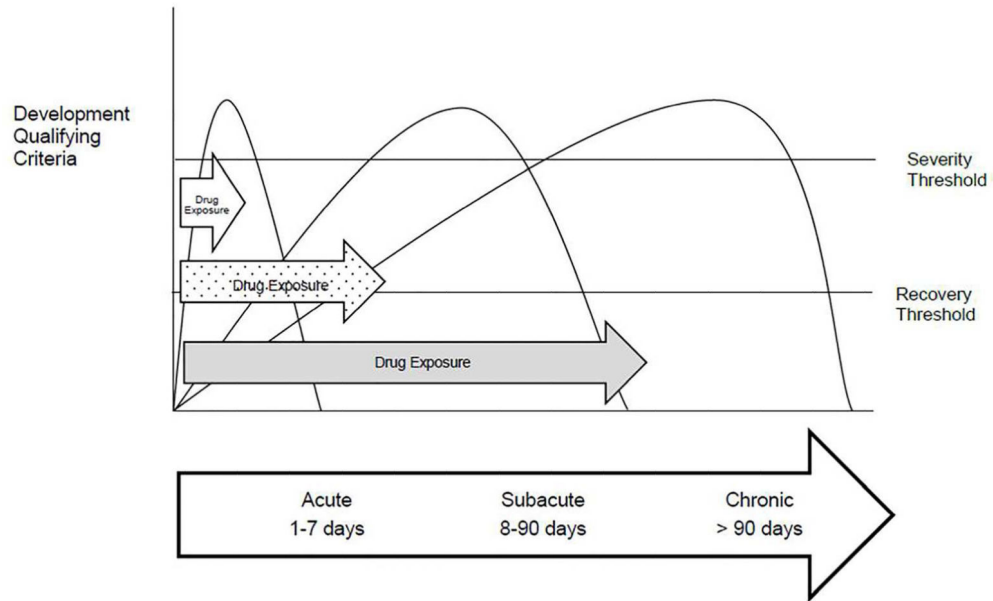 Development
Qualifying
Criteria
Severity
Threshold
Drug
Exposure
Drug Exposure
Recovery
Threshold
Drug Exposure
Acute
1-7 days
Subacute
8-90 days
Chronic
> 90 days